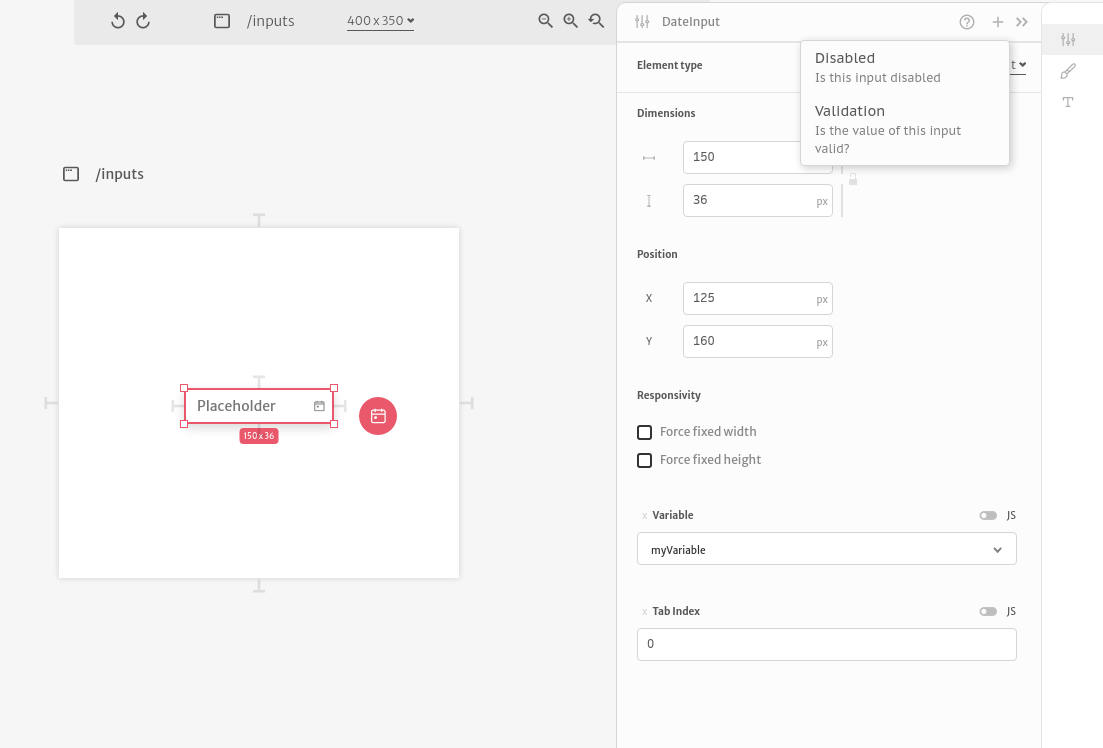 /inputs
400 x 350
DateInput
Element type
t
Disabled
Is this input disabled
Validation
Is the value of this input
valid?
Dimensions
150
36
px
Position
X
125
px
Y
160
px
Responsivity
Force fixed width
Force fixed height
x Variable
JS
myVariable
x Tab Index
JS
0
/inputs
Placeholder
150 x 36
T